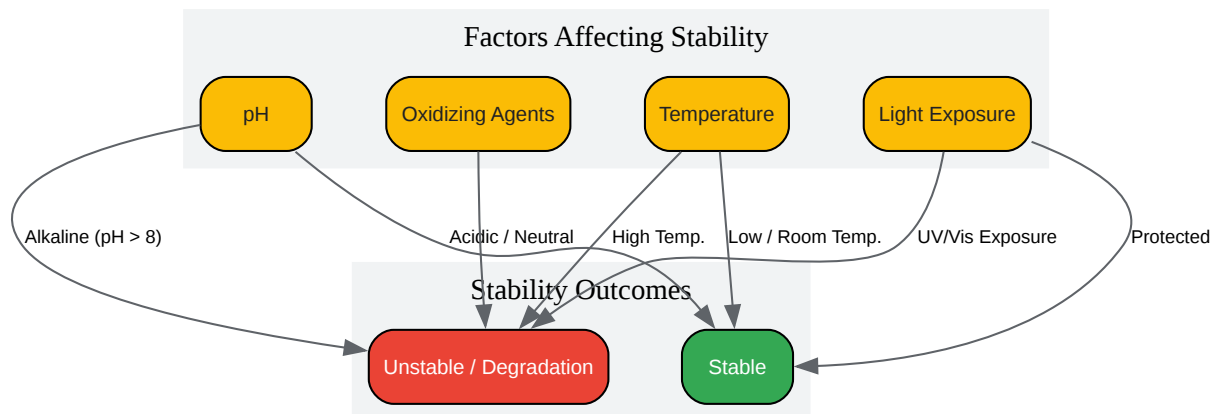 Factors Affecting Stability
pH
Oxidizing Agents
Temperature
Light Exposure
Alkaline (pH > 8)
Acidic / Neutral
High Temp.
Low / Room Temp.
UV/Vis Exposure
Protected
Stability Outcomes
Unstable / Degradation
Stable